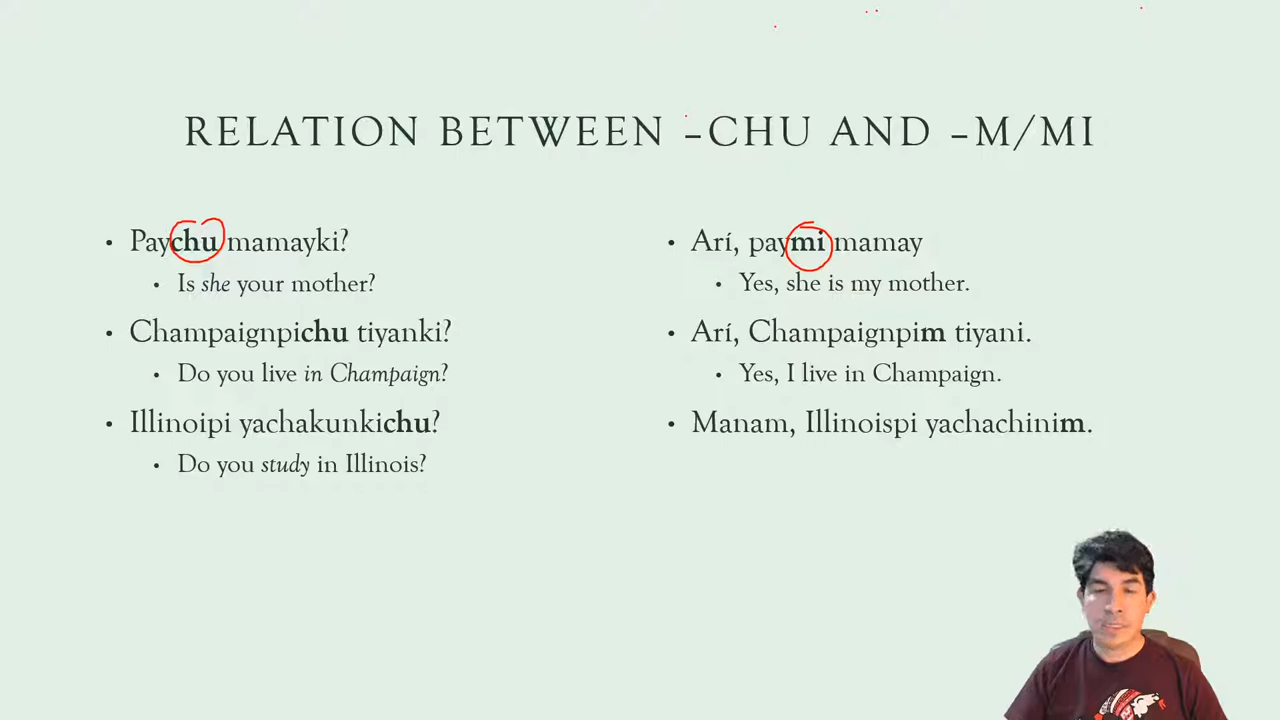 RELATION BETWEEN –CHU AND –M/MI
• Paychu mamayki?
• Is she your mother?
• Champaignpichu tiyanki?
• Do you live in Champaign?
• Illinoipi yachakunkichu?
• Do you study in Illinois?
• Arí, paymi mamay
• Yes, she is my mother.
• Arí, Champaignpim tiyani.
• Yes, I live in Champaign.
• Manam, Illinoispi yachachinim.